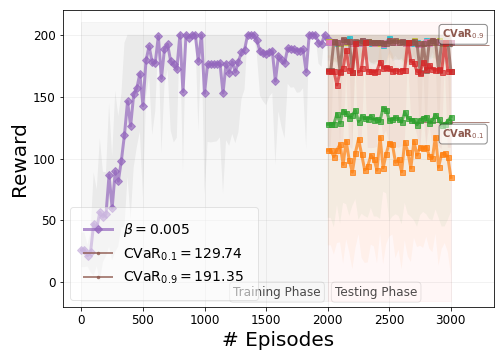 200
150
100
50
0
Reward
CVaR0.9
CVaR0.1
β = 0.005
CVaR0.1 = 129.74
CVaR0.9 = 191.35
Training Phase
Testing Phase
0 500 1000 1500 2000 2500 3000
# Episodes